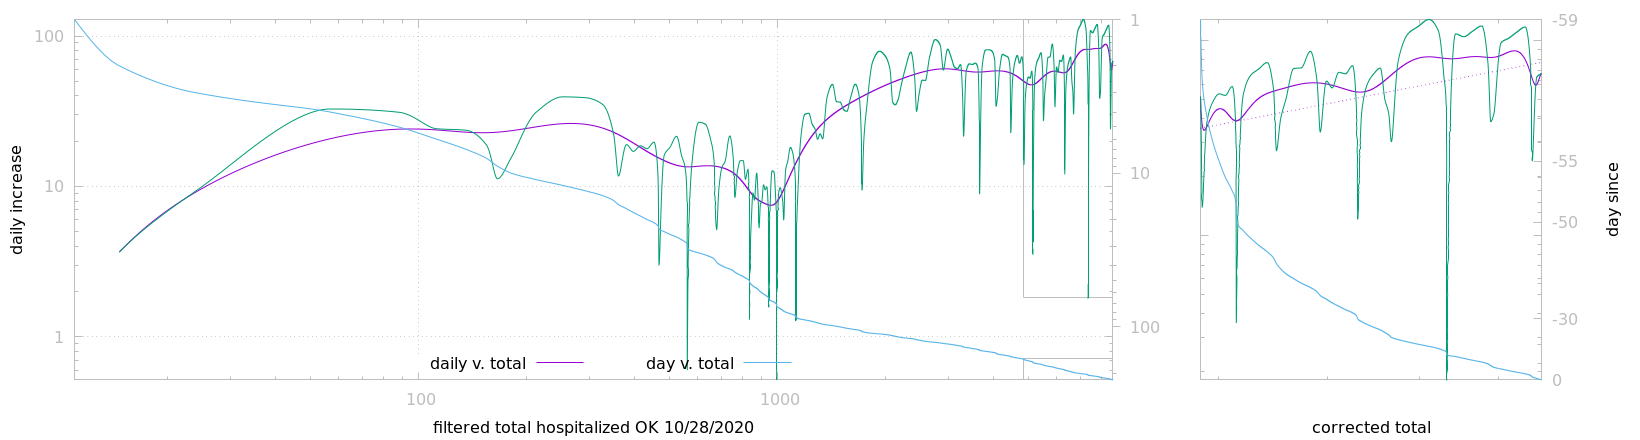 100
10
1
daily increase
1
10
100
daily v. total
day v. total
100
1000
filtered total hospitalized OK 10/28/2020
-59
-55
-50
-30
0
day since
corrected total